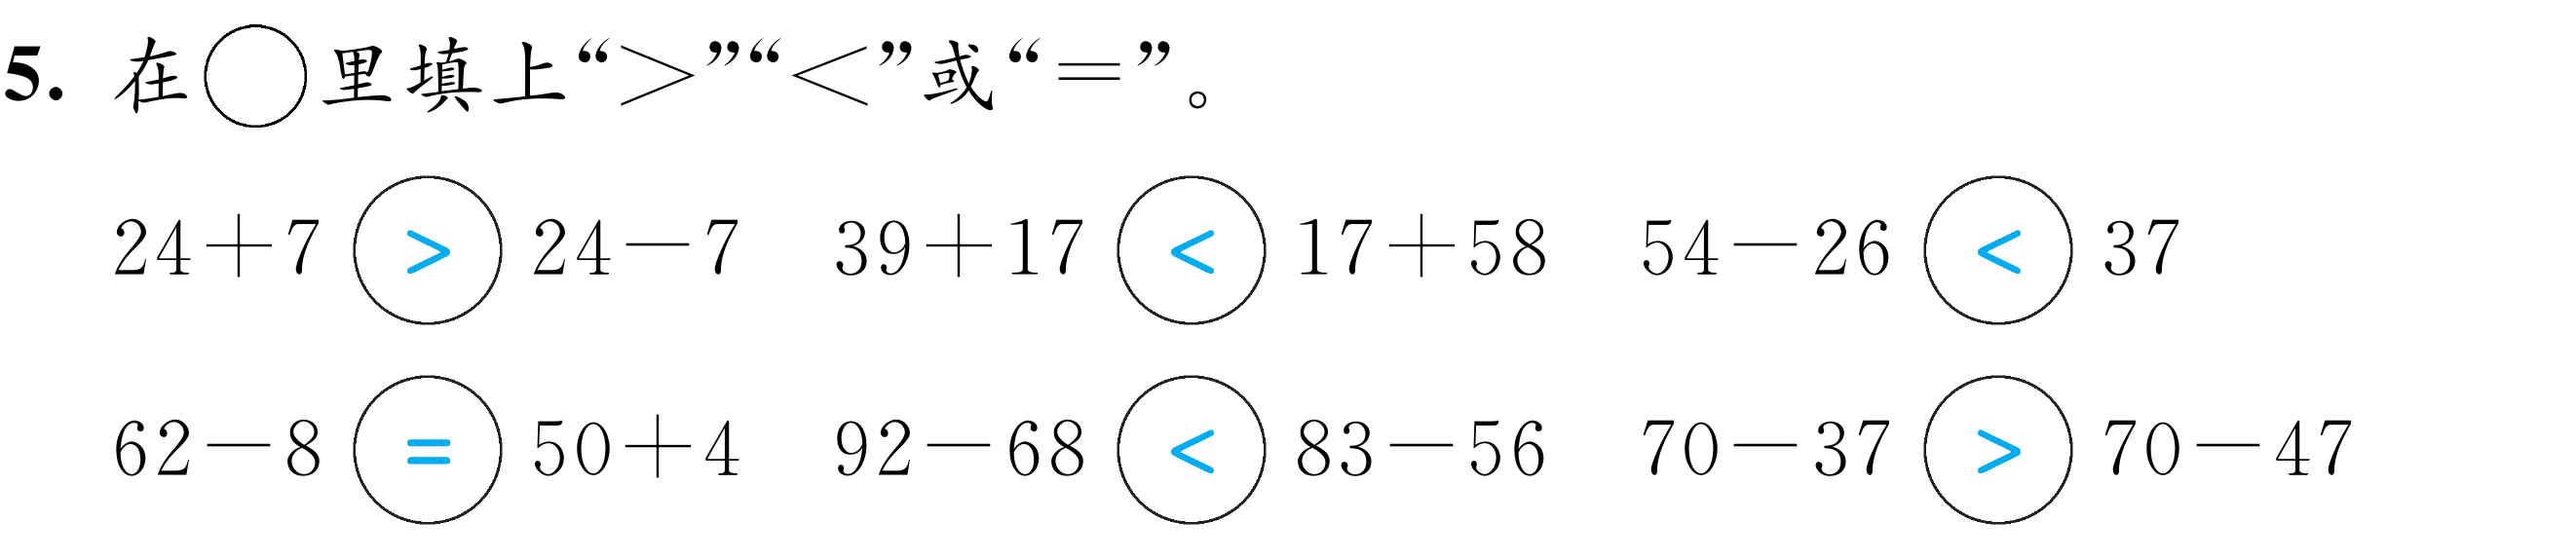 5. 在○里填上“>”“<”或“=”。
24+7 > 24-7 39+17 < 17+58 54-26 < 37
62-8 = 50+4 92-68 < 83-56 70-37 > 70-47